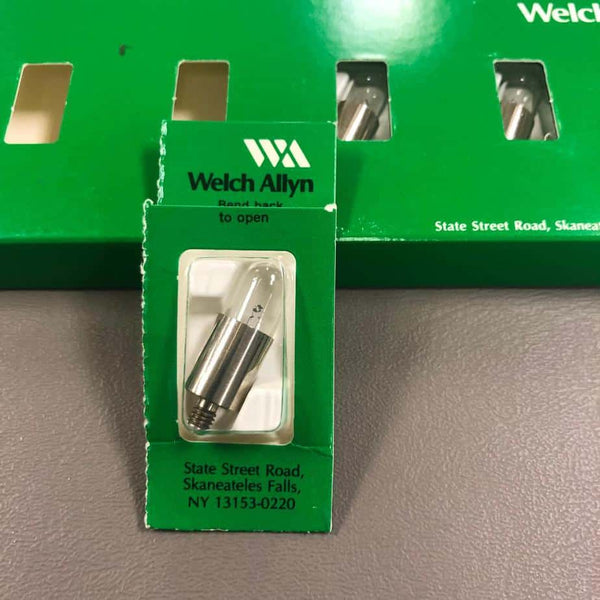 Welch
State Street Road, Skaneat
WA
Welch Allyn
Bend back
to open
State Street Road,
Skaneateles Falls,
NY 13153-0220